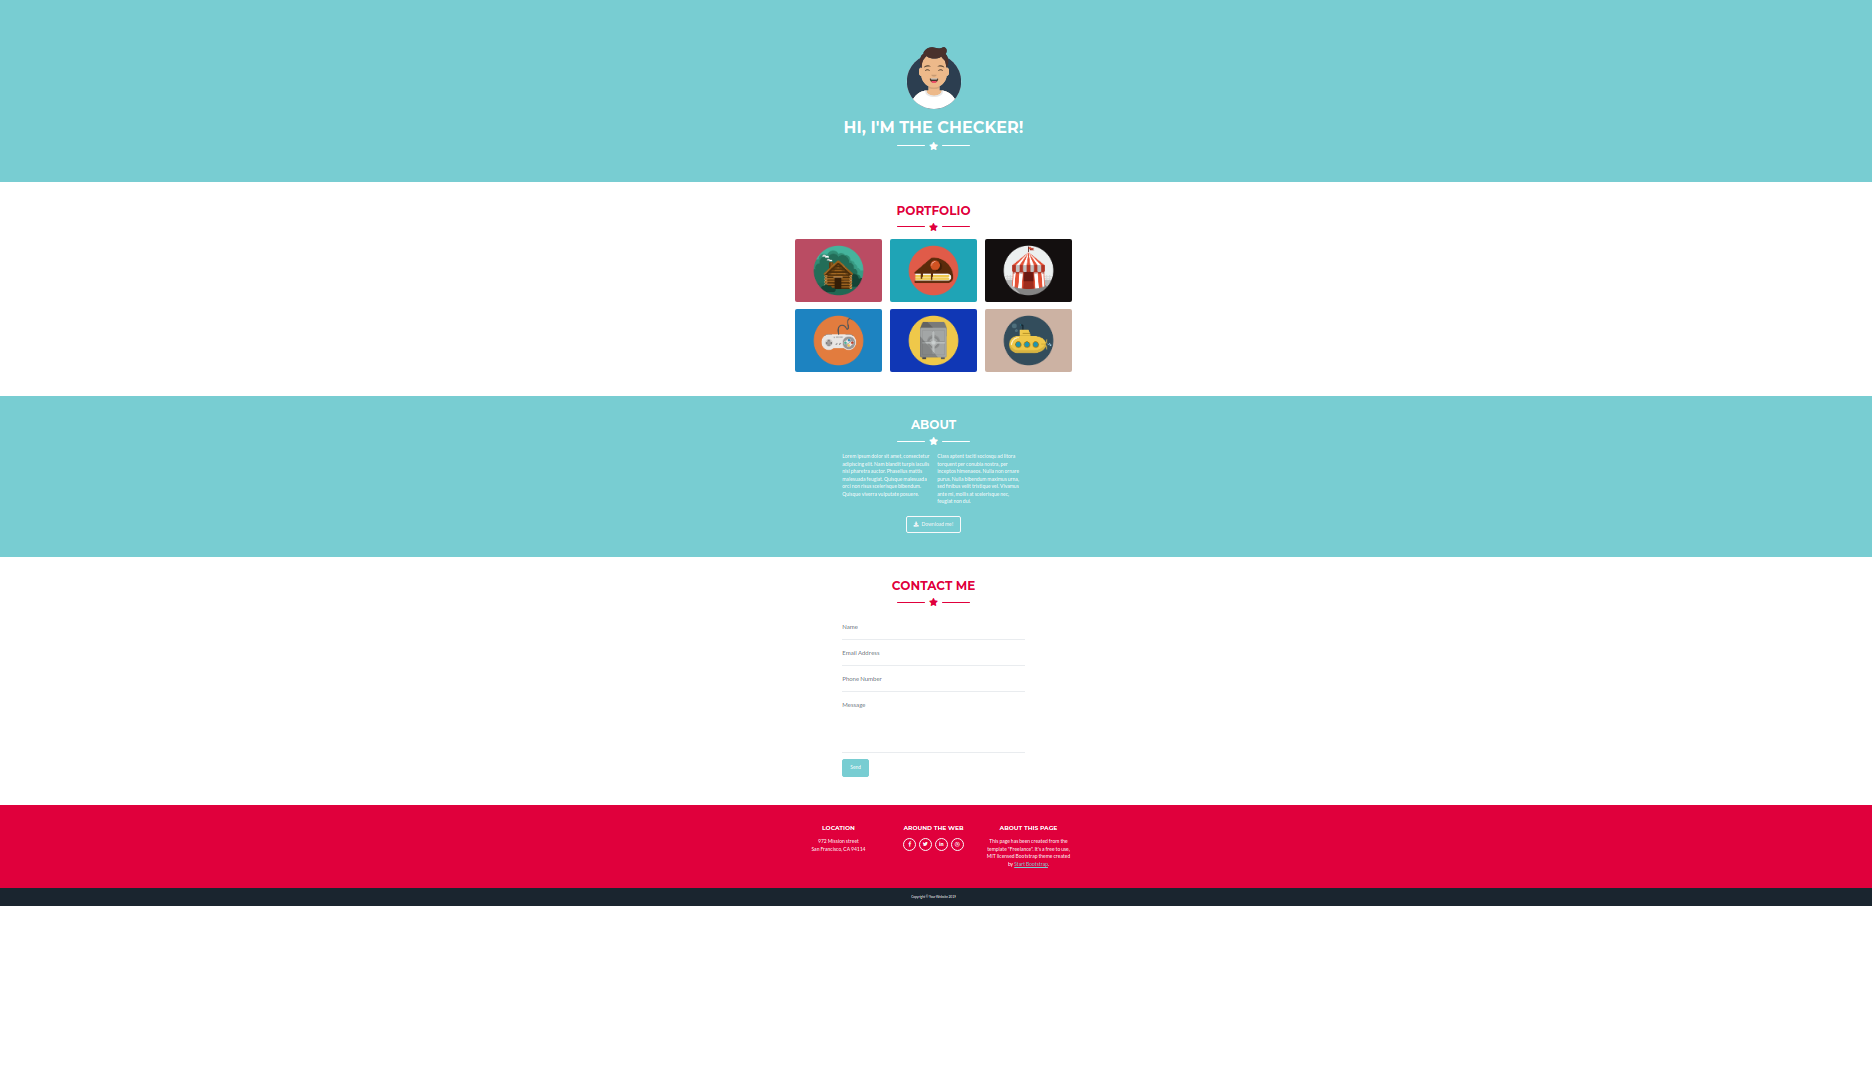 HI, I'M THE CHECKER!
PORTFOLIO
ABOUT
Lorem ipsum dolor sit amet, consectetur
adipiscing elit. Nam blandit turpis iaculis
nisi pharetra auctor. Phasellus mattis
malesuada feugiat. Quisque malesuada
orci non risus scelerisque bibendum.
Quisque viverra vulputate posuere.
Class aptent taciti sociosqu ad litora
torquent per conubia nostra, per
inceptos himenaeos. Nulla non ornare
purus. Nulla bibendum maximus urna,
sed finibus velit tristique vel. Vivamus
ante est, mollis at scelerisque nec,
feugiat non dui.
Download me!
CONTACT ME
Name
Email Address
Phone Number
Message
Send
LOCATION
972 Mission street
San Francisco, CA 94114
AROUND THE WEB
ABOUT THIS PAGE
This page has been created from the
template "Freelance". It's a free to use,
MIT licensed Bootstrap theme created
by Start Bootstrap.
Copyright © Your Website 2019